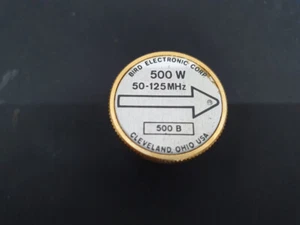 BIRD ELECTRONIC CORP.
500 W
50-125MHz
500 B
CLEVELAND, OHIO USA